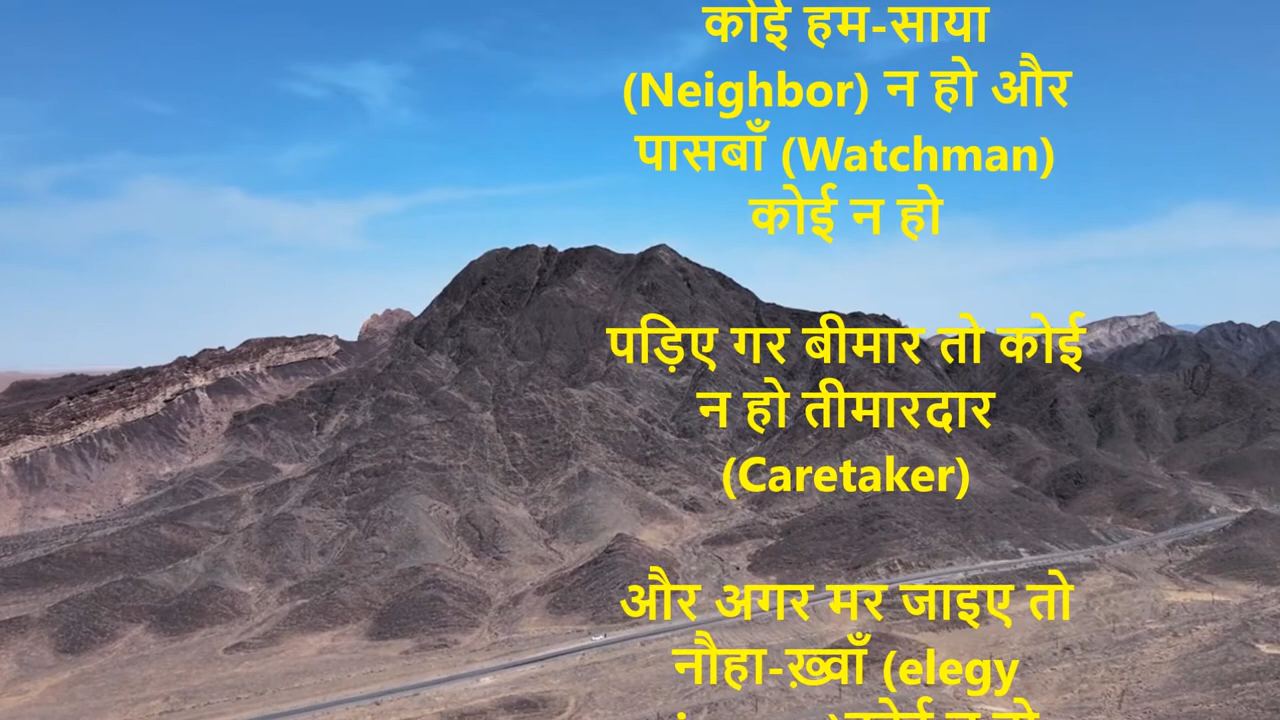 कोई हम-साया
(Neighbor) न हो और
पासबाँ (Watchman)
कोई न हो
पड़िए गर बीमार तो कोई
न हो तीमारदार
(Caretaker)
और अगर मर जाइए तो
नौहा-ख़्वाँ (elegy